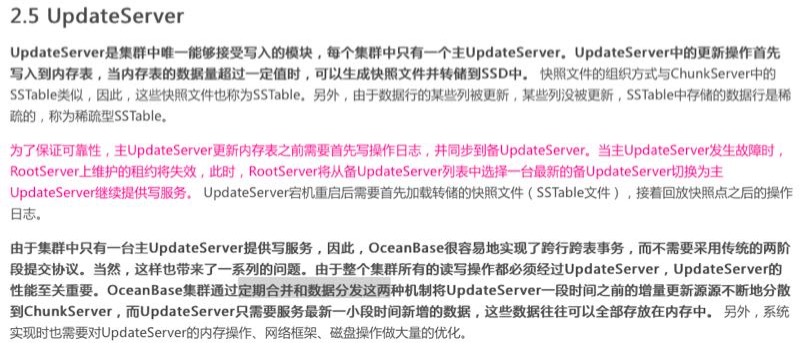 2.5 UpdateServer
UpdateServer是集群中唯一能够接受写入的模块，每个集群中只有一个主UpdateServer。UpdateServer中的更新操作首先
写入到内存表，当内存表的数据量超过一定值时，可以生成快照文件并转储到SSD中。 快照文件的组织方式与ChunkServer中的
SSTable类似，因此，这些快照文件也称为SSTable。另外，由于数据行的某些列被更新，某些列没被更新，SSTable中存储的数据行是稀
疏的，称为稀疏型SSTable。
为了保证可靠性，主UpdateServer更新内存表之前需要首先写操作日志，并同步到备UpdateServer。当主UpdateServer发生故障时，
RootServer上维护的租约将失效，此时，RootServer将从备UpdateServer列表中选择一台最新的备UpdateServer切换为主
UpdateServer继续提供写服务。 UpdateServer宕机重启后需要首先加载转储的快照文件（SSTable文件），接着回放快照点之后的操作
日志。
由于集群中只有一台主UpdateServer提供写服务，因此，OceanBase很容易地实现了跨行跨表事务，而不需要采用传统的两阶
段提交协议。当然，这样也带来了一系列的问题。由于整个集群所有的读写操作都必须经过UpdateServer，UpdateServer的
性能至关重要。OceanBase集群通过定期合并和数据分发这两种机制将UpdateServer一段时间之前的增量更新源源不断地分散
到ChunkServer，而UpdateServer只需要服务最新一小段时间新增的数据，这些数据往往可以全部存放在内存中。 另外，系统
实现时也需要对UpdateServer的内存操作、网络框架、磁盘操作做大量的优化。